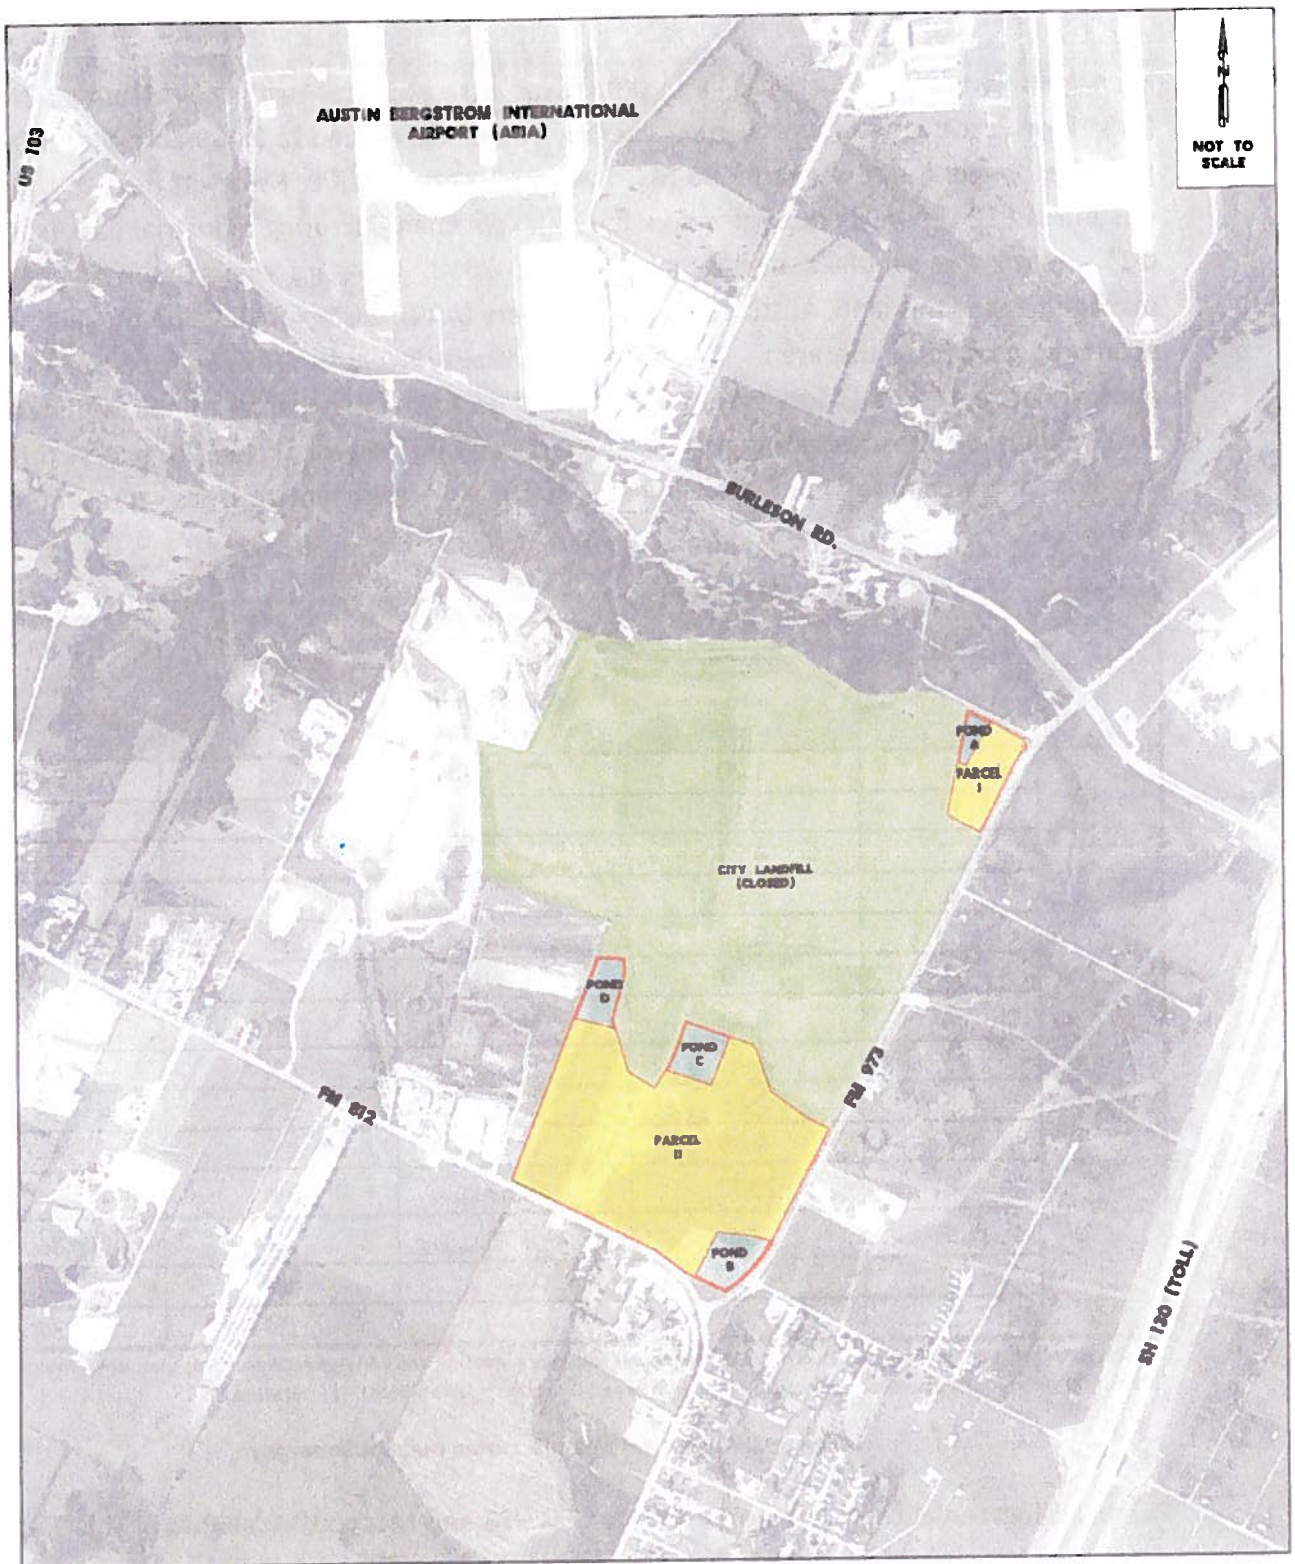 AUSTIN BERGSTROM INTERNATIONAL
AIRPORT (ABIA)
US 183
N
NOT TO
SCALE
BURLESON RD.
POND
A
PARCEL
I
CITY LANDFILL
(CLOSED)
POND
D
POND
C
FM 973
FM 812
PARCEL
II
POND
B
SH 130 (TOLL)